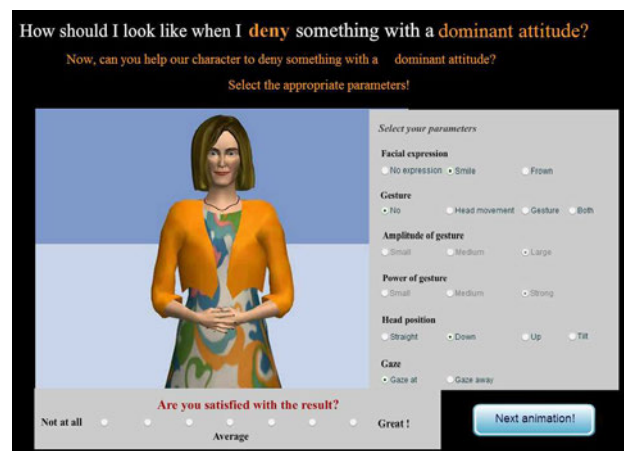 How should I look like when I deny something with a dominant attitude?
Now, can you help our character to deny something with a dominant attitude?
Select the appropriate parameters!
Select your parameters
Facial expression
No expression Smile Frown
Gesture
No Head movement Gesture Both
Amplitude of gesture
Small Medium Large
Power of gesture
Small Medium Strong
Head position
Straight Down Up Tilt
Gaze
Gaze at Gaze away
Are you satisfied with the result?
Not at all Great !
Average
Next animation!